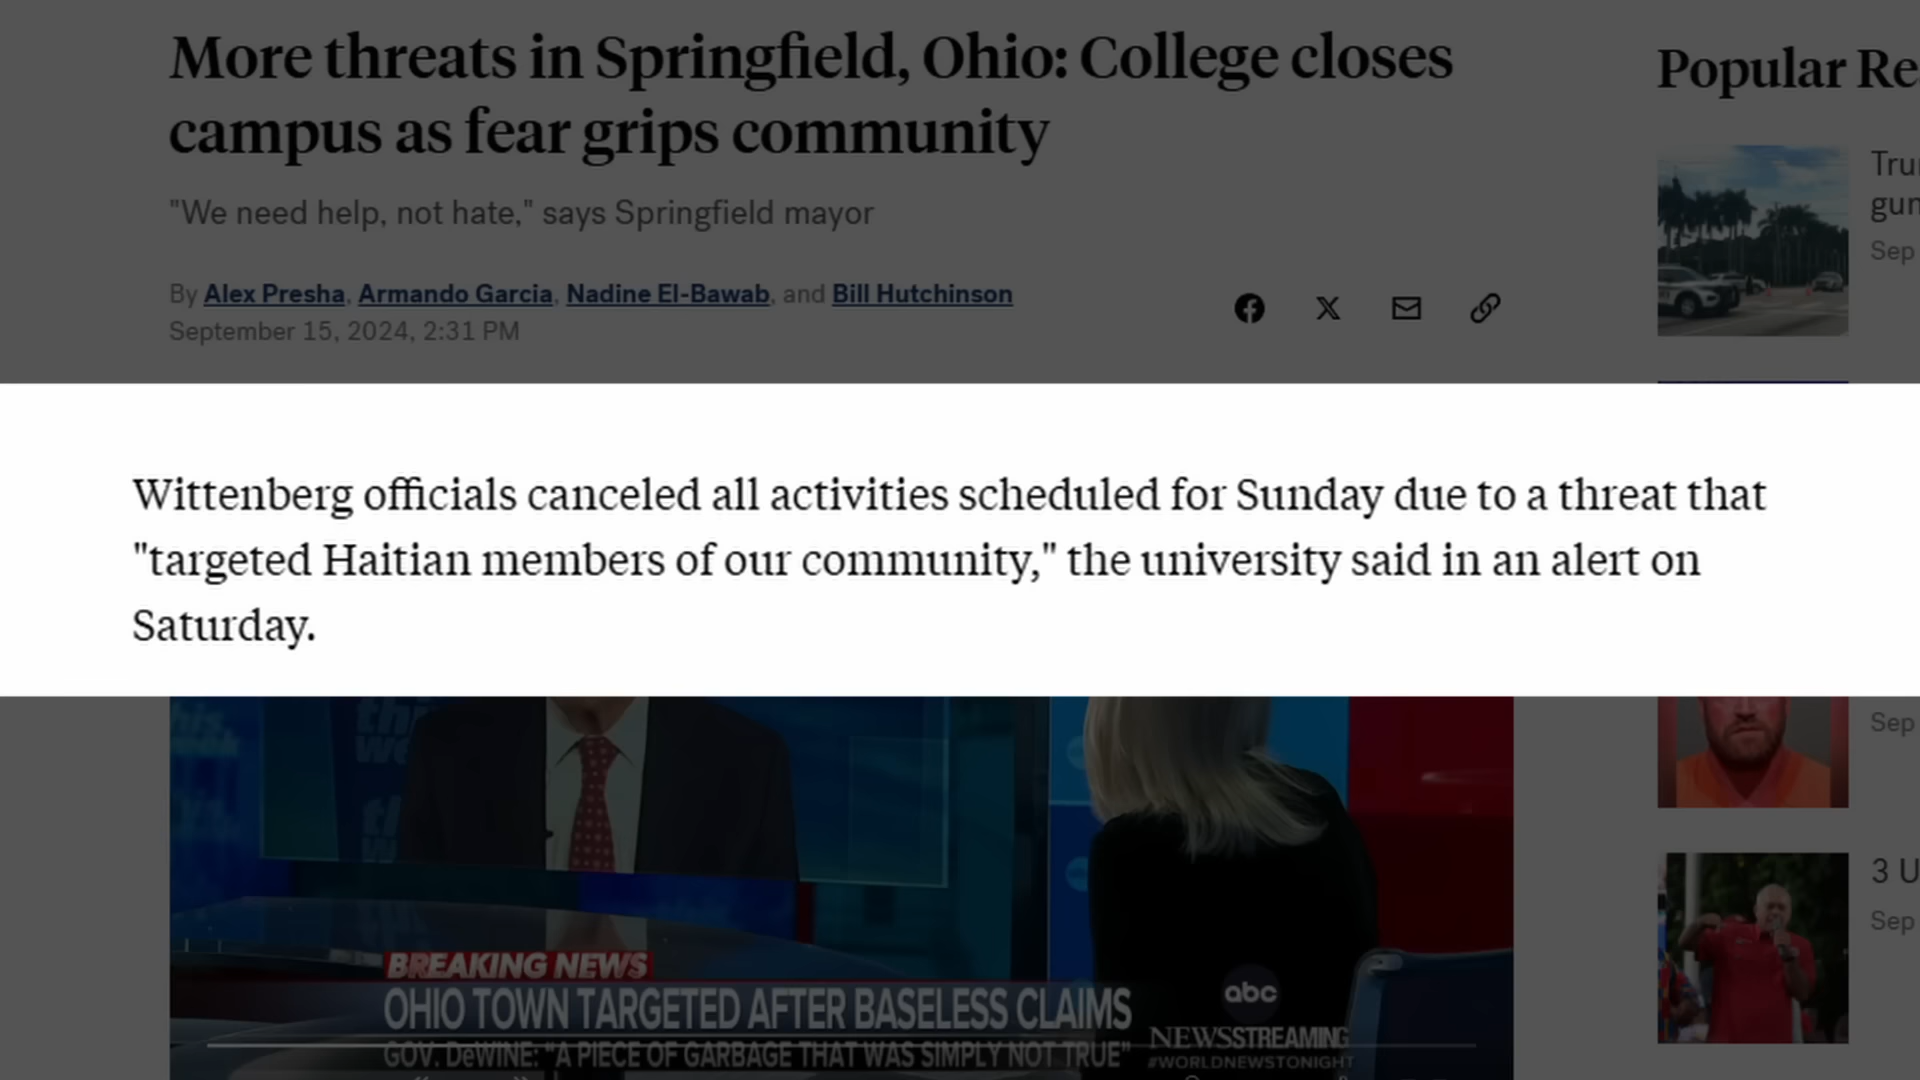 More threats in Springfield, Ohio: College closes
campus as fear grips community
"We need help, not hate," says Springfield mayor
By Alex Presha, Armando Garcia, Nadine El-Bawab, and Bill Hutchinson
September 15, 2024, 2:31 PM
Popular Re
Sep
Wittenberg officials canceled all activities scheduled for Sunday due to a threat that
"targeted Haitian members of our community," the university said in an alert on
Saturday.
BREAKING NEWS
OHIO TOWN TARGETED AFTER BASELESS CLAIMS
GOV. DeWINE: "A PIECE OF GARBAGE THAT WAS SIMPLY NOT TRUE"
abc
NEWS STREAMING
#WORLDNEWSTONIGHT
Sep
3 U
Sep